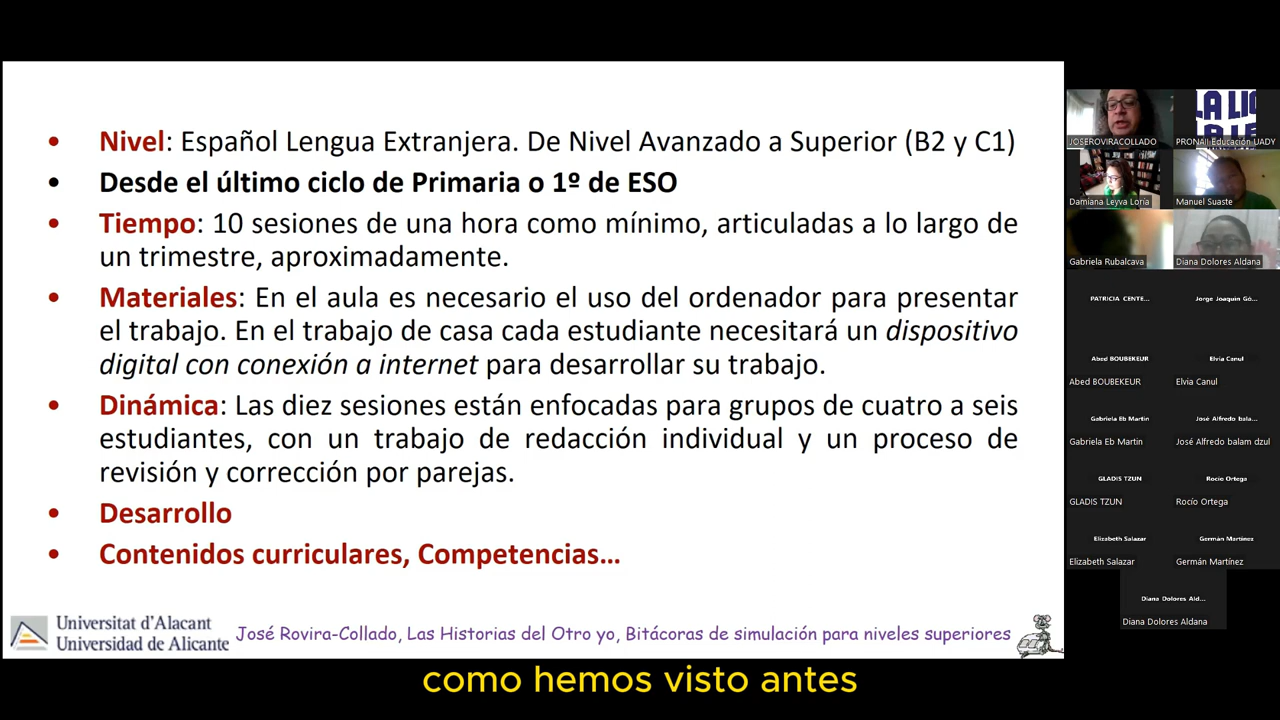 • Nivel: Español Lengua Extranjera. De Nivel Avanzado a Superior (B2 y C1)
• Desde el último ciclo de Primaria o 1º de ESO
• Tiempo: 10 sesiones de una hora como mínimo, articuladas a lo largo de
un trimestre, aproximadamente.
• Materiales: En el aula es necesario el uso del ordenador para presentar
el trabajo. En el trabajo de casa cada estudiante necesitará un dispositivo
digital con conexión a internet para desarrollar su trabajo.
• Dinámica: Las diez sesiones están enfocadas para grupos de cuatro a seis
estudiantes, con un trabajo de redacción individual y un proceso de
revisión y corrección por parejas.
• Desarrollo
• Contenidos curriculares, Competencias…
Universitat d'Alacant
Universidad de Alicante
José Rovira-Collado, Las Historias del Otro yo, Bitácoras de simulación para niveles superiores
como hemos visto antes
JOSEROVIRACOLLADO
PRONAII Educación UADY
Damiana Leyva Loría
Manuel Suaste
Gabriela Rubalcava
Diana Dolores Aldana
PATRICIA CENTE...
Jorge Joaquin Gó...
Abed BOUBEKEUR
Elvia Canul
Abed BOUBEKEUR
Elvia Canul
Gabriela Eb Martin
José Alfredo bala...
Gabriela Eb Martin
José Alfredo balam dzul
GLADIS TZUN
Rocío Ortega
GLADIS TZUN
Rocío Ortega
Elizabeth Salazar
Germán Martínez
Elizabeth Salazar
Germán Martínez
Diana Dolores Ald...
Diana Dolores Aldana